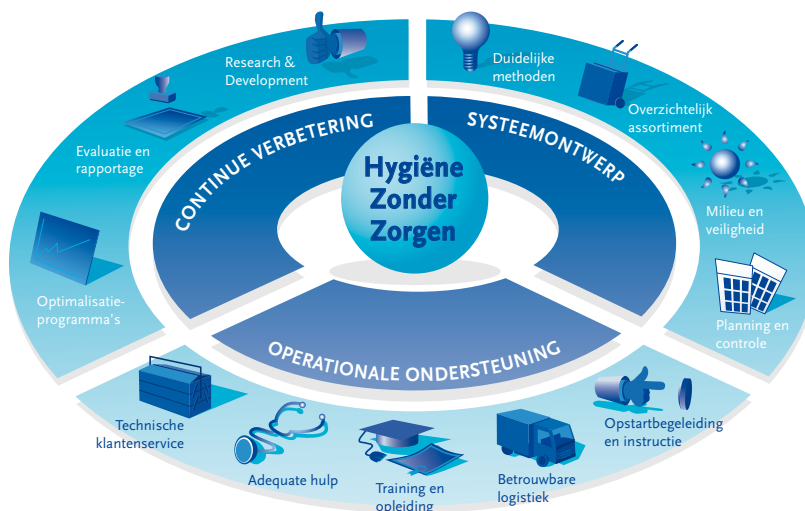 Hygiëne
Zonder
Zorgen
CONTINUE VERBETERING
SYSTEEMONTWERP
OPERATIONALE ONDERSTEUNING
Research &
Development
Evaluatie en
rapportage
Optimalisatie-
programma's
Duidelijke
methoden
Overzichtelijk
assortiment
Milieu en
veiligheid
Planning en
controle
Opstartbegeleiding
en instructie
Betrouwbare
logistiek
Training en
opleiding
Adequate hulp
Technische
klantenservice